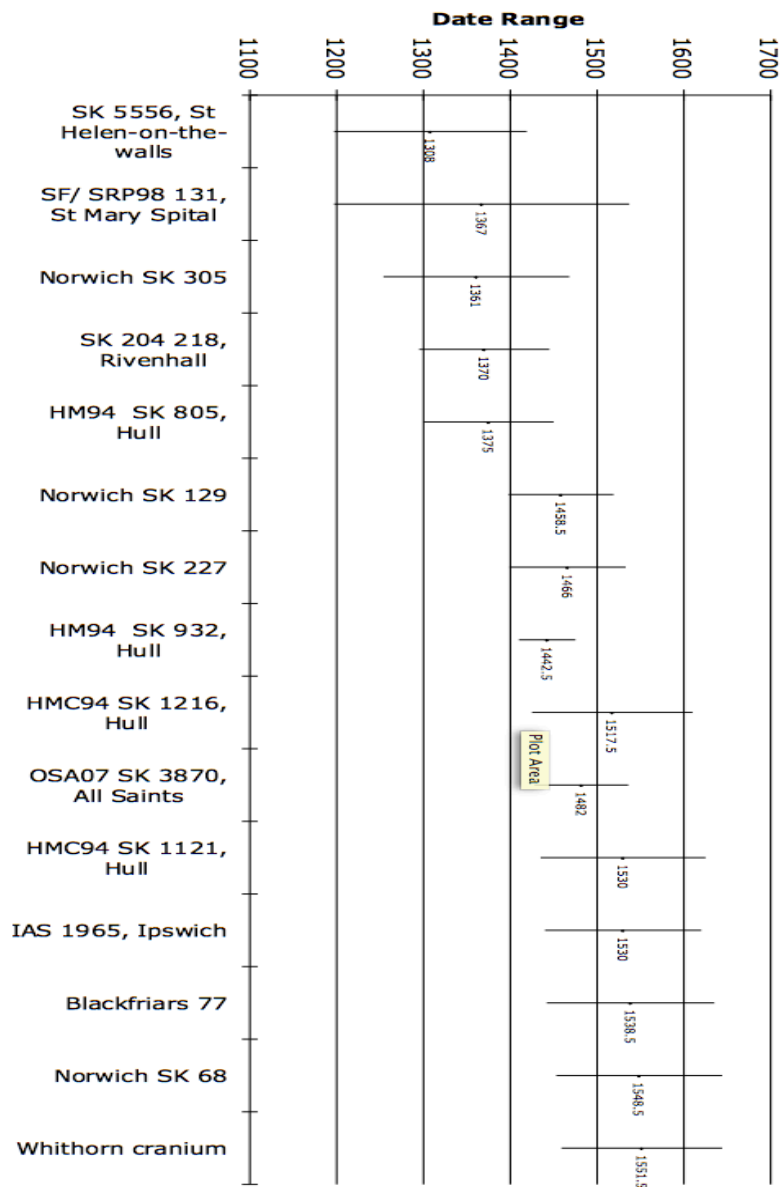 Date Range
1100
1200
1300
1400
1500
1600
1700
SK 5556, St
Helen-on-the-
walls
1308
SF/ SRP98 131,
St Mary Spital
1367
Norwich SK 305
1361
SK 204 218,
Rivenhall
1370
HM94 SK 805,
Hull
1375
Norwich SK 129
1458.5
Norwich SK 227
1466
HM94 SK 932,
Hull
1442.5
HMC94 SK 1216,
Hull
1517.5
Plot Area
OSA07 SK 3870,
All Saints
1482
HMC94 SK 1121,
Hull
1530
IAS 1965, Ipswich
1530
Blackfriars 77
1538.5
Norwich SK 68
1548.5
Whithorn cranium
1551.5